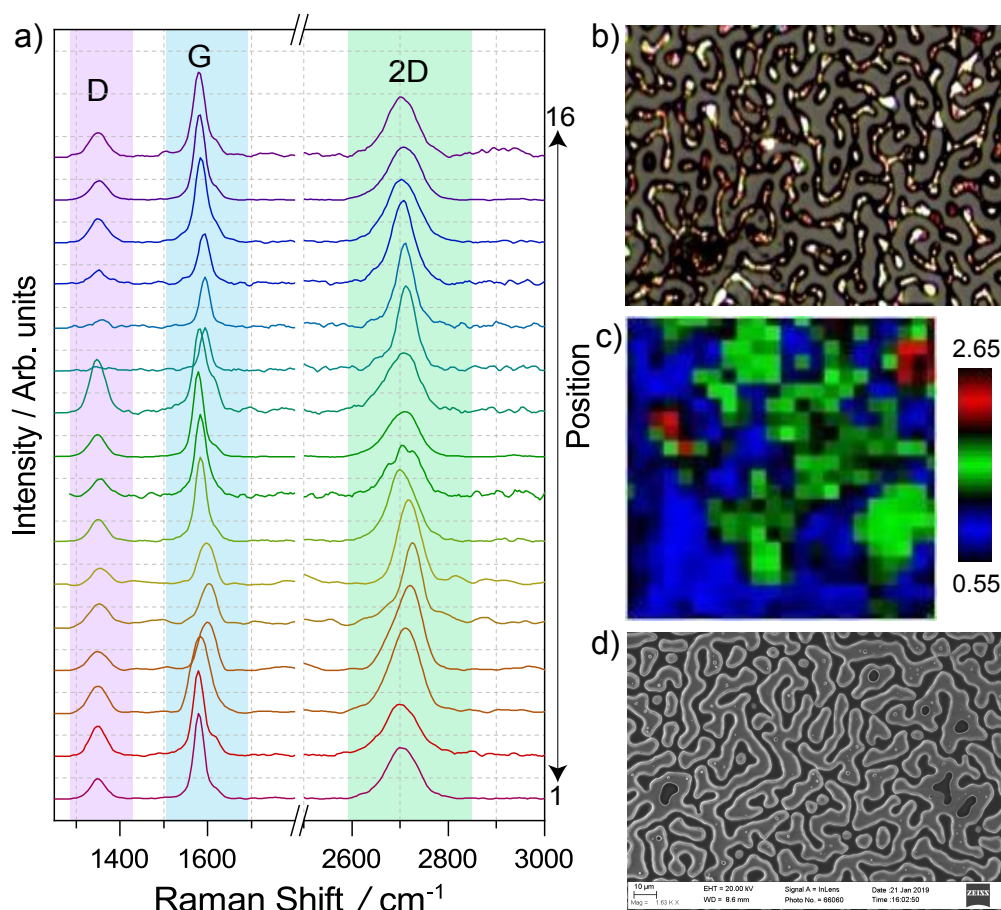 a)
D
G
2D
16
1
Intensity / Arb. units
Position
1400
1600
2600
2800
3000
Raman Shift / cm-1
b)
c)
2.65
0.55
d)
10 µm
Mag = 1.63 K X
EHT = 20.00 kV
WD = 8.6 mm
Signal A = InLens
Photo No. = 66060
Date :21 Jan 2019
Time :16:02:50
ZEISS